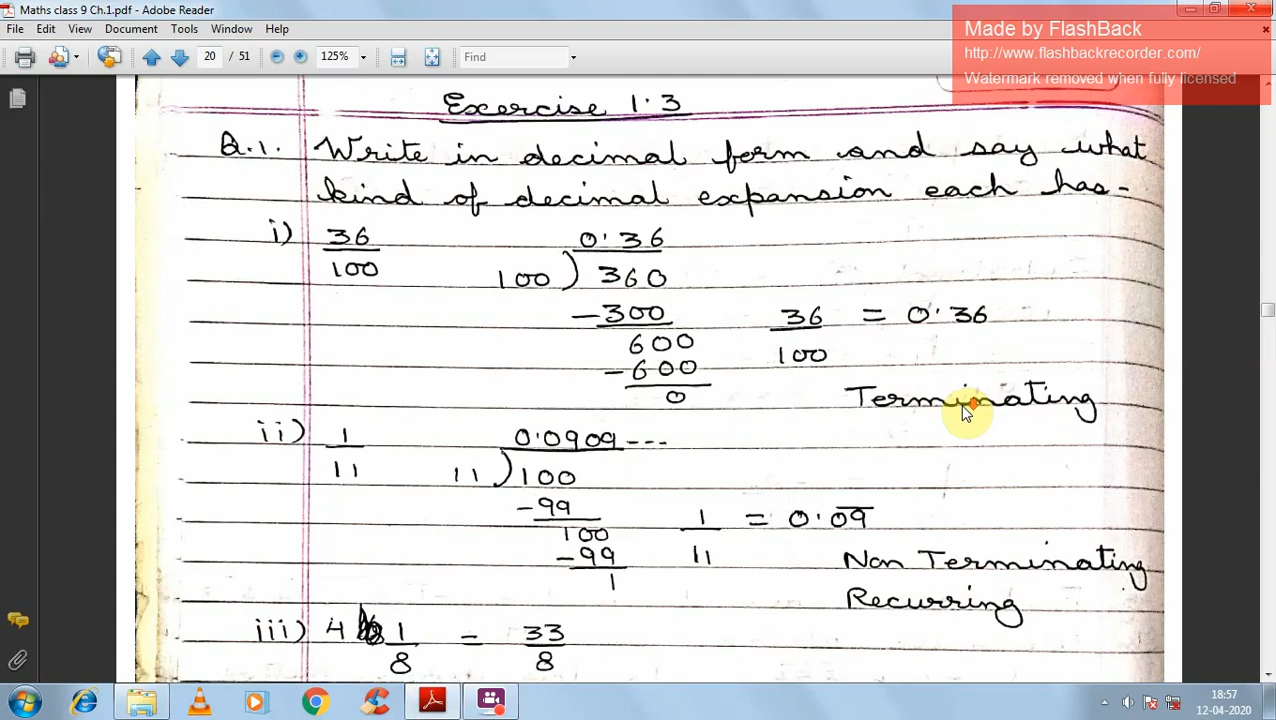 Maths class 9 Ch.1.pdf - Adobe Reader
File Edit View Document Tools Window Help
20 / 51 125% Find
Made by FlashBack
http://www.flashbackrecorder.com/
Watermark removed when fully licensed
Exercise 1.3
Q.1. Write in decimal form and say what
kind of decimal expansion each has-
i) 36/100
0.36
100 ) 360
-300
600
-600
0
36/100 = 0.36
Terminating
ii) 1/11
0.0909---
11 ) 100
-99
100
-99
1
1/11 = 0.0̅9̅
Non Terminating
Recurring
iii) 4 1/8 = 33/8
18:57
12-04-2020